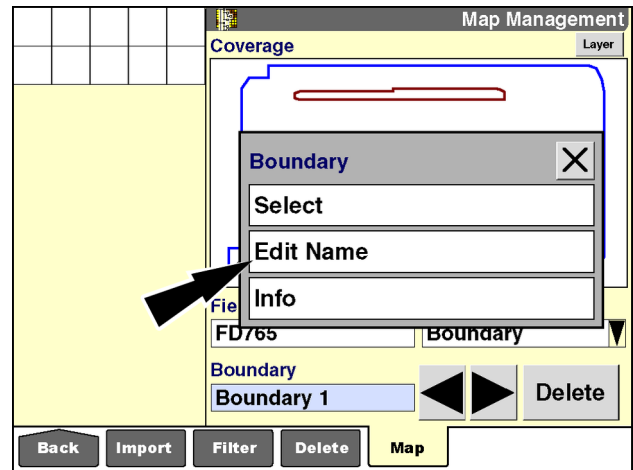 Map Management
Coverage
Layer
Boundary
Select
Edit Name
Info
Fie
FD765
Boundary
Boundary
Boundary 1
Delete
Back
Import
Filter
Delete
Map